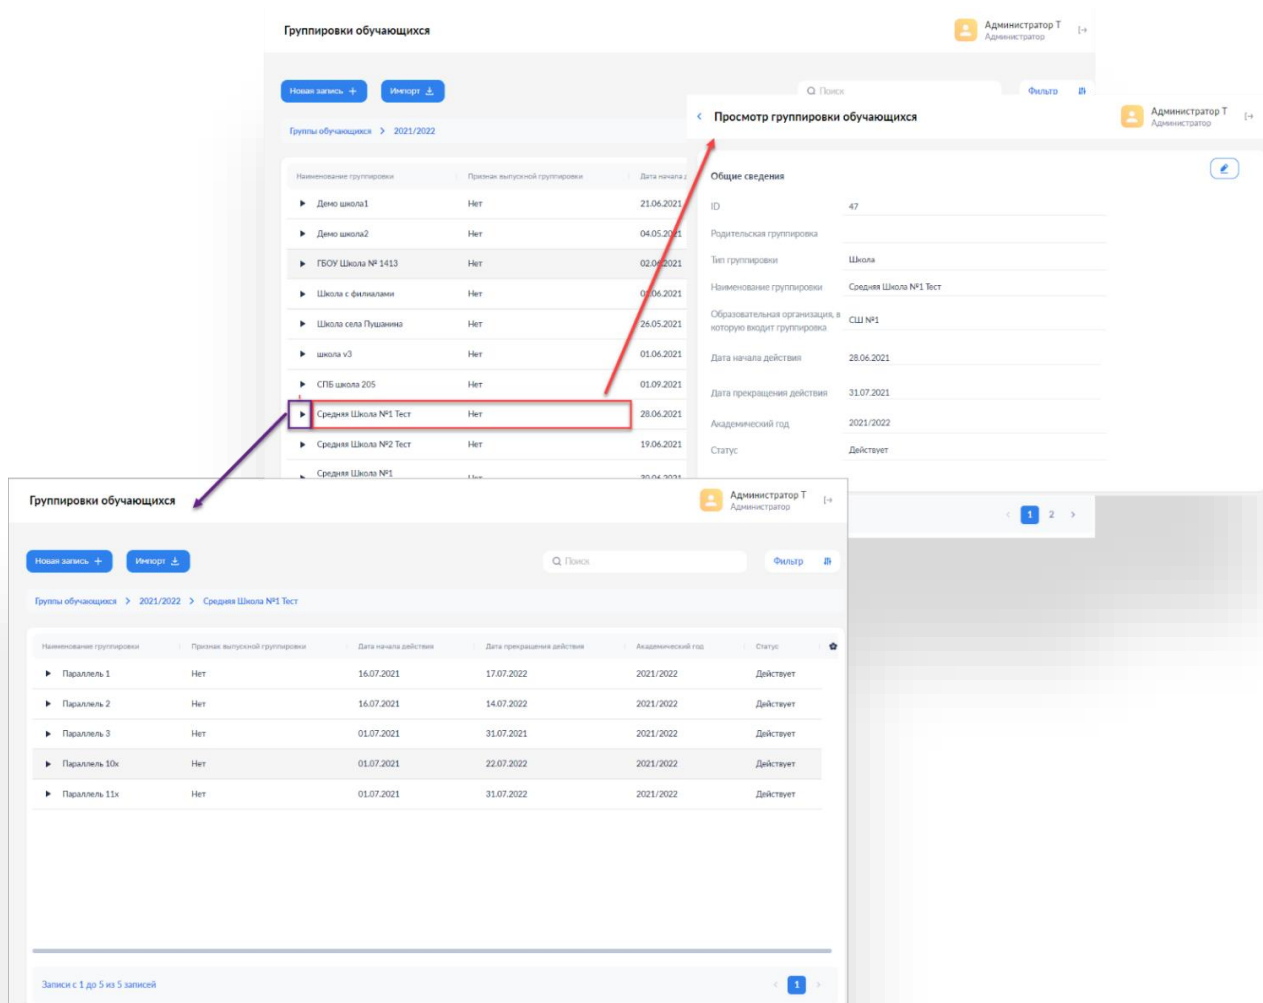 Группировки обучающихся
Администратор Т
Администратор
Новая запись +
Импорт
Поиск
Фильтр
Группы обучающихся > 2021/2022
Наименование группировки Признак выпускной группировки Дата начала
Демо школа1 Нет 21.06.2021
Демо школа2 Нет 04.05.2021
ГБОУ Школа № 1413 Нет 02.06.2021
Школа с филиалами Нет 01.06.2021
Школа села Пушанина Нет 26.05.2021
школа v3 Нет 01.06.2021
СПБ школа 205 Нет 01.09.2021
Средняя Школа №1 Тест Нет 28.06.2021
Средняя Школа №2 Тест Нет 19.06.2021
Средняя Школа №1
< 1 2 >
< Просмотр группировки обучающихся
Администратор Т
Администратор
Общие сведения
ID 47
Родительская группировка
Тип группировки Школа
Наименование группировки Средняя Школа №1 Тест
Образовательная организация, в
которую входит группировка СШ №1
Дата начала действия 28.06.2021
Дата прекращения действия 31.07.2021
Академический год 2021/2022
Статус Действует
Группировки обучающихся
Администратор Т
Администратор
Новая запись +
Импорт
Поиск
Фильтр
Группы обучающихся > 2021/2022 > Средняя Школа №1 Тест
Наименование группировки Признак выпускной группировки Дата начала действия Дата прекращения действия Академический год Статус
Параллель 1 Нет 16.07.2021 17.07.2022 2021/2022 Действует
Параллель 2 Нет 16.07.2021 14.07.2022 2021/2022 Действует
Параллель 3 Нет 01.07.2021 31.07.2021 2021/2022 Действует
Параллель 10х Нет 01.07.2021 22.07.2022 2021/2022 Действует
Параллель 11х Нет 01.07.2021 31.07.2022 2021/2022 Действует
Записи с 1 до 5 из 5 записей
< 1 >